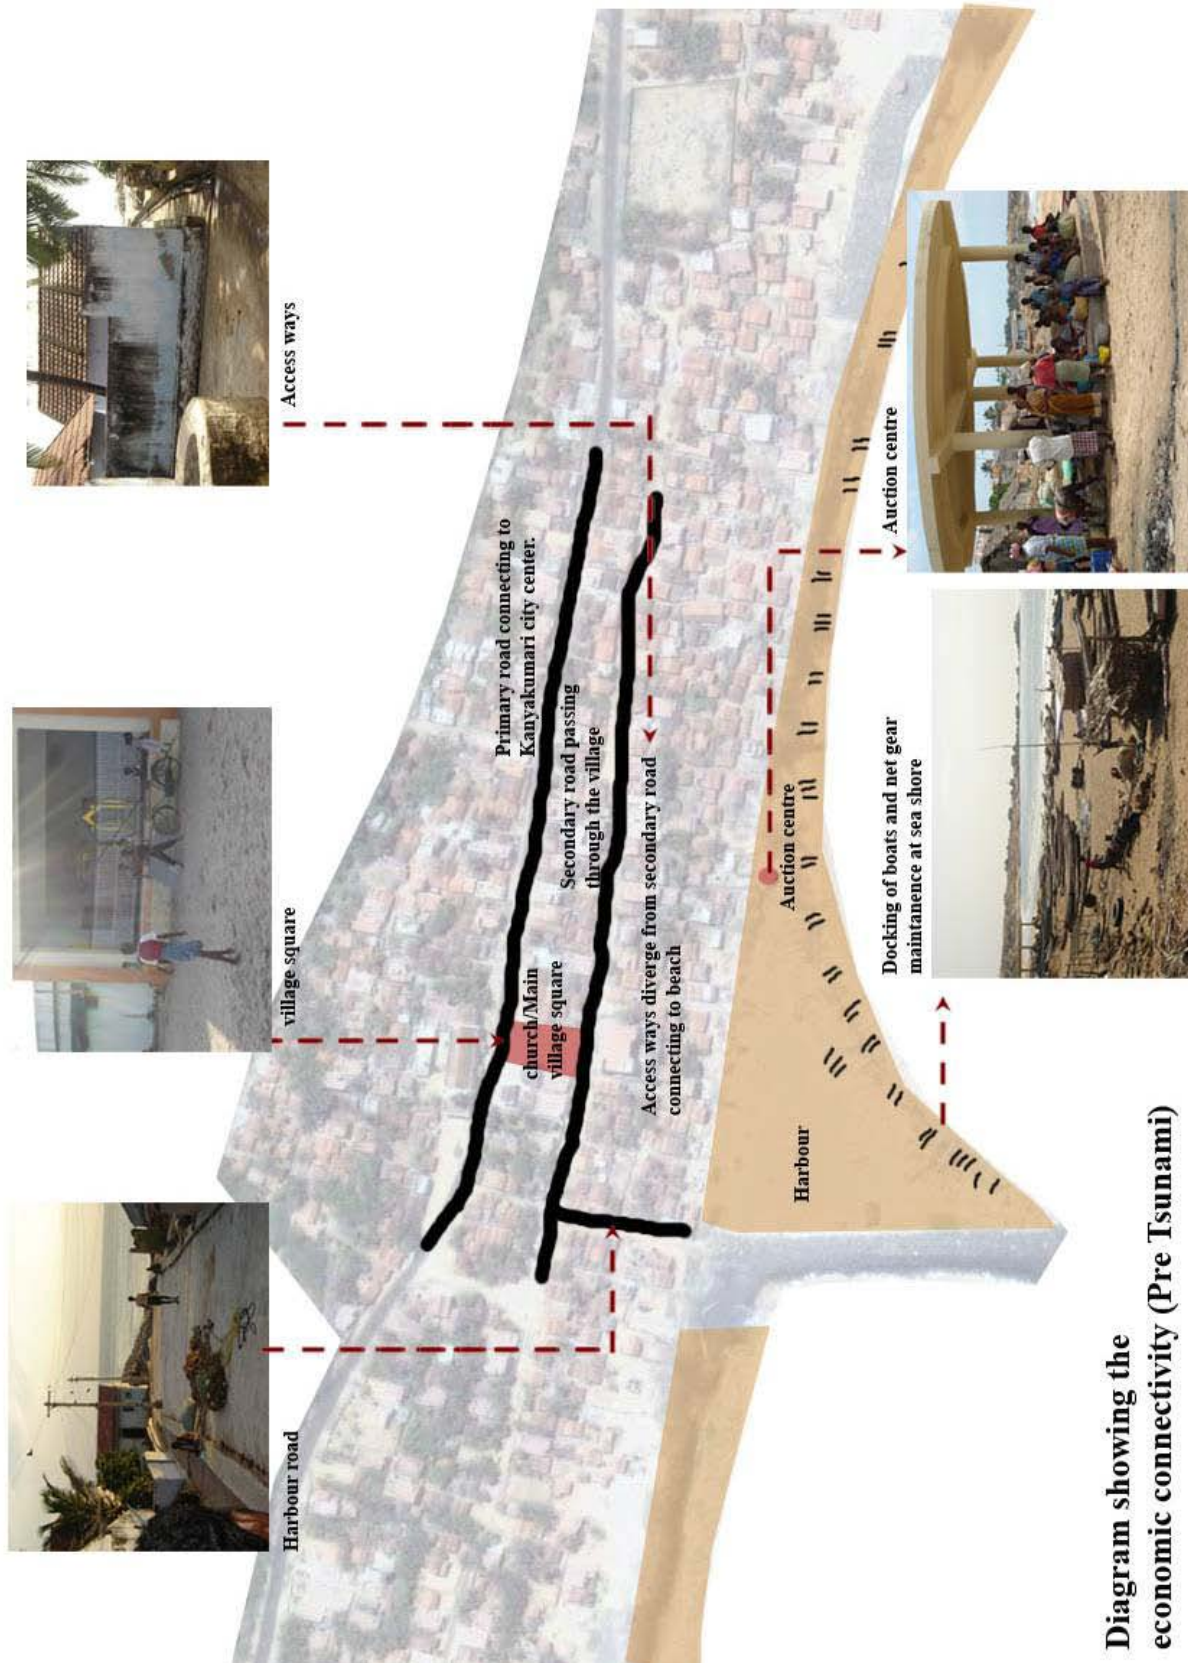 Harbour road
village square
Access ways
Primary road connecting to
Kanyakumari city center.
Secondary road passing
through the village
church/Main
village square
Access ways diverge from secondary road
connecting to beach
Harbour
Auction centre
Docking of boats and net gear
maintanence at sea shore
Auction centre
Diagram showing the
economic connectivity (Pre Tsunami)